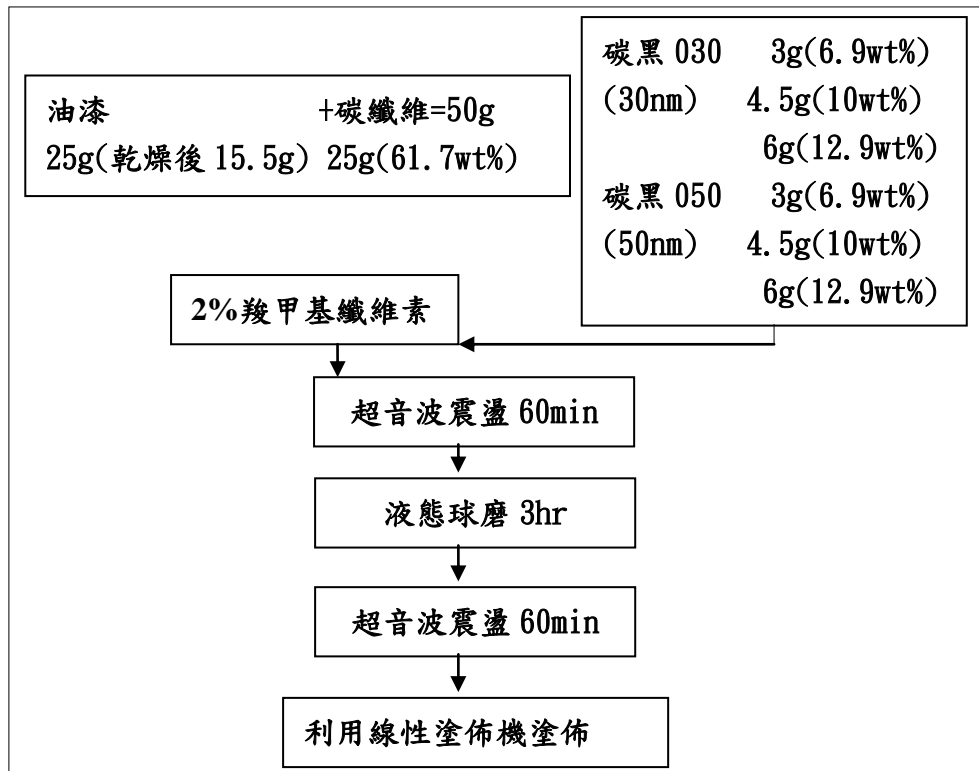 油漆 +碳纖維=50g
25g(乾燥後 15.5g) 25g(61.7wt%)
碳黑 030 3g(6.9wt%)
(30nm) 4.5g(10wt%)
6g(12.9wt%)
碳黑 050 3g(6.9wt%)
(50nm) 4.5g(10wt%)
6g(12.9wt%)
2%羧甲基纖維素
超音波震盪 60min
液態球磨 3hr
超音波震盪 60min
利用線性塗佈機塗佈